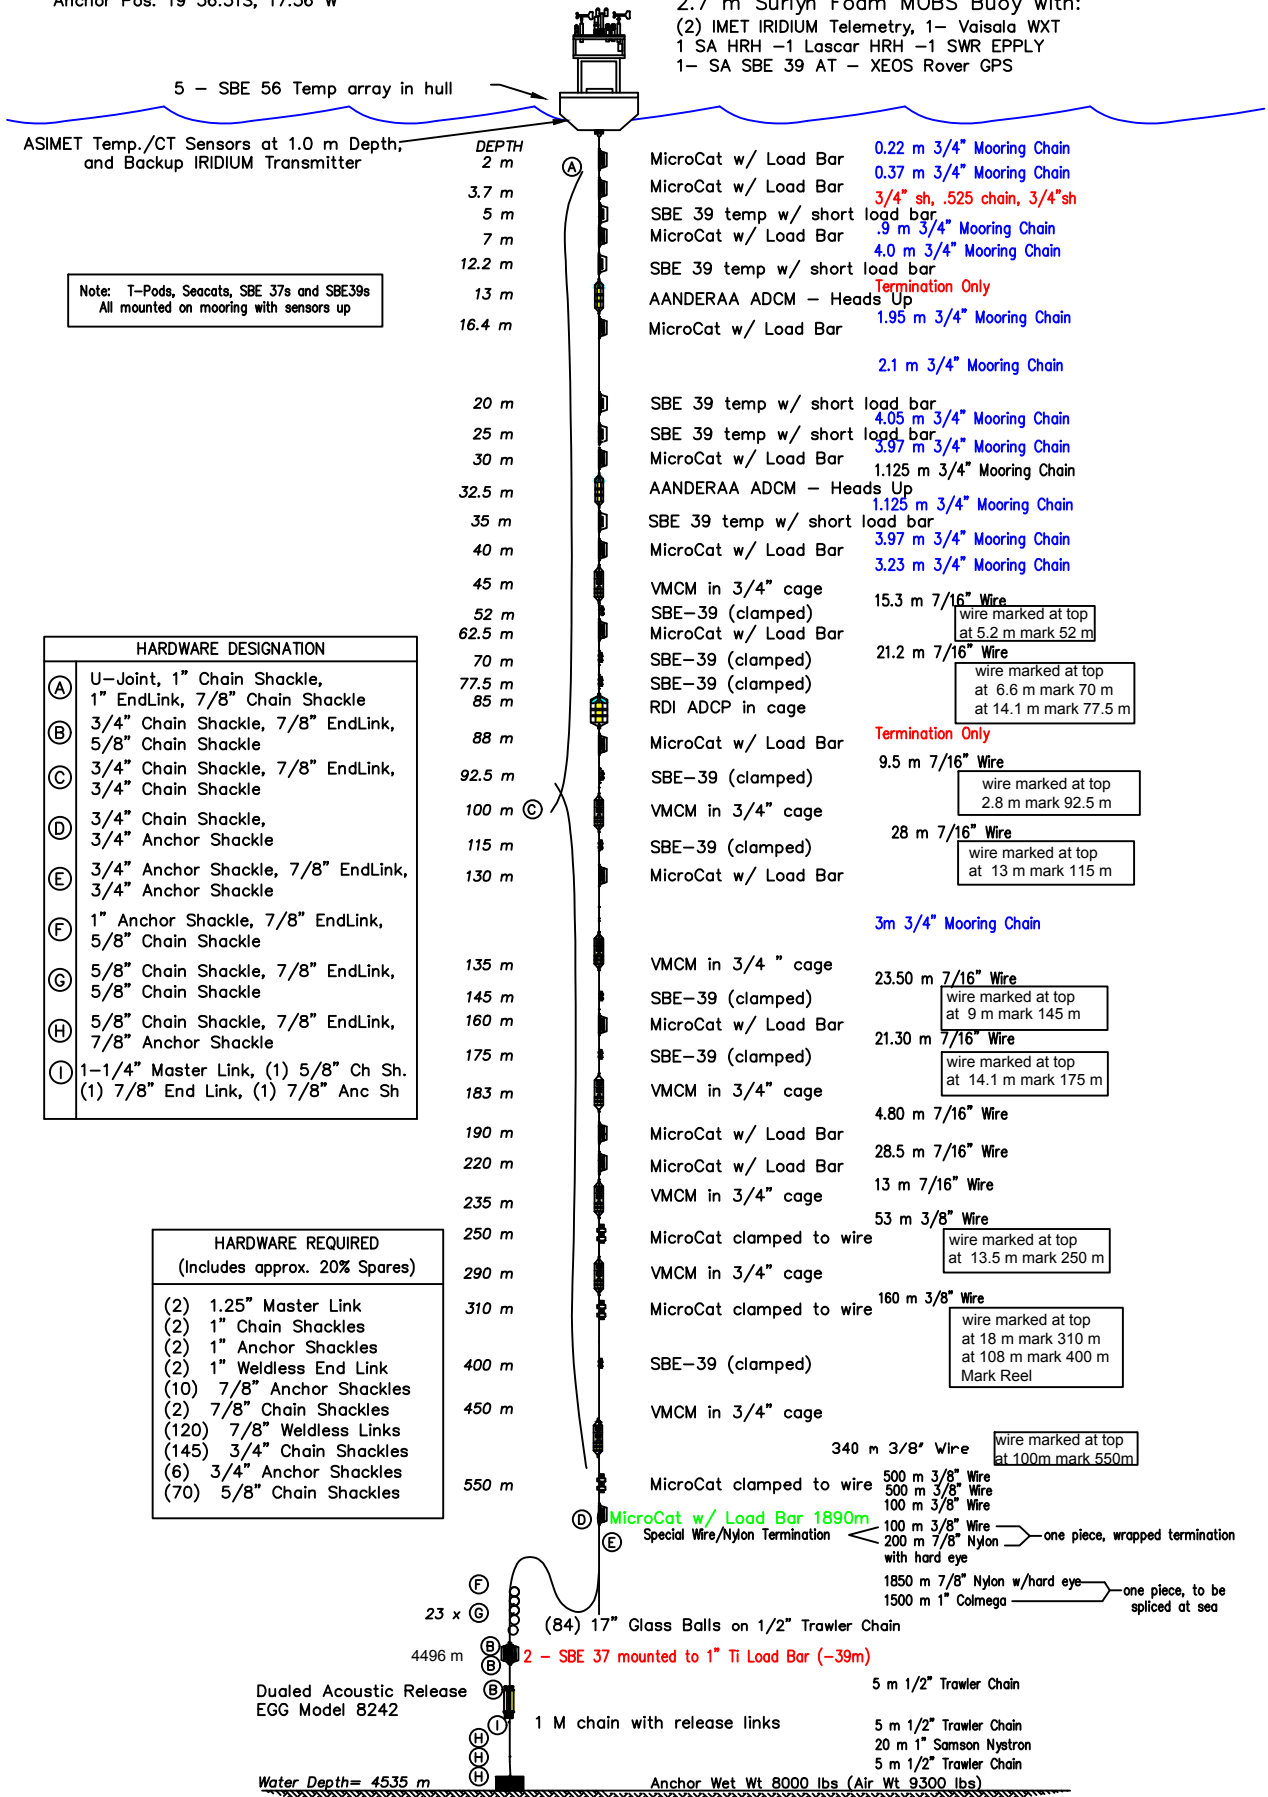 2.7 m Surlyn Foam MOBS Buoy with:
(2) IMET IRIDIUM Telemetry, 1- Vaisala WXT
1 SA HRH -1 Lascar HRH -1 SWR EPPLY
1- SA SBE 39 AT - XEOS Rover GPS
5 - SBE 56 Temp array in hull
ASIMET Temp./CT Sensors at 1.0 m Depth,
and Backup IRIDIUM Transmitter
Note: T-Pods, Seacats, SBE 37s and SBE39s
All mounted on mooring with sensors up
DEPTH
2 m
A
MicroCat w/ Load Bar
0.22 m 3/4" Mooring Chain
0.37 m 3/4" Mooring Chain
3.7 m
MicroCat w/ Load Bar
3/4" sh, .525 chain, 3/4"sh
5 m
SBE 39 temp w/ short load bar
7 m
MicroCat w/ Load Bar
.9 m 3/4" Mooring Chain
4.0 m 3/4" Mooring Chain
12.2 m
SBE 39 temp w/ short load bar
Termination Only
13 m
AANDERAA ADCM - Heads Up
1.95 m 3/4" Mooring Chain
16.4 m
MicroCat w/ Load Bar
2.1 m 3/4" Mooring Chain
20 m
SBE 39 temp w/ short load bar
4.05 m 3/4" Mooring Chain
25 m
SBE 39 temp w/ short load bar
3.97 m 3/4" Mooring Chain
30 m
MicroCat w/ Load Bar
1.125 m 3/4" Mooring Chain
32.5 m
AANDERAA ADCM - Heads Up
1.125 m 3/4" Mooring Chain
35 m
SBE 39 temp w/ short load bar
3.97 m 3/4" Mooring Chain
40 m
MicroCat w/ Load Bar
3.23 m 3/4" Mooring Chain
45 m
VMCM in 3/4" cage
15.3 m 7/16" Wire
52 m
SBE-39 (clamped)
wire marked at top
at 5.2 m mark 52 m
62.5 m
MicroCat w/ Load Bar
21.2 m 7/16" Wire
70 m
SBE-39 (clamped)
wire marked at top
at 6.6 m mark 70 m
at 14.1 m mark 77.5 m
77.5 m
SBE-39 (clamped)
85 m
RDI ADCP in cage
Termination Only
88 m
MicroCat w/ Load Bar
9.5 m 7/16" Wire
92.5 m
SBE-39 (clamped)
wire marked at top
2.8 m mark 92.5 m
100 m
C
VMCM in 3/4" cage
28 m 7/16" Wire
115 m
SBE-39 (clamped)
wire marked at top
at 13 m mark 115 m
130 m
MicroCat w/ Load Bar
3m 3/4" Mooring Chain
135 m
VMCM in 3/4 " cage
23.50 m 7/16" Wire
145 m
SBE-39 (clamped)
wire marked at top
at 9 m mark 145 m
160 m
MicroCat w/ Load Bar
21.30 m 7/16" Wire
175 m
SBE-39 (clamped)
wire marked at top
at 14.1 m mark 175 m
183 m
VMCM in 3/4" cage
4.80 m 7/16" Wire
190 m
MicroCat w/ Load Bar
28.5 m 7/16" Wire
220 m
MicroCat w/ Load Bar
13 m 7/16" Wire
235 m
VMCM in 3/4" cage
53 m 3/8" Wire
250 m
MicroCat clamped to wire
wire marked at top
at 13.5 m mark 250 m
290 m
VMCM in 3/4" cage
160 m 3/8" Wire
310 m
MicroCat clamped to wire
wire marked at top
at 18 m mark 310 m
at 108 m mark 400 m
Mark Reel
400 m
SBE-39 (clamped)
450 m
VMCM in 3/4" cage
340 m 3/8" Wire
wire marked at top
at 100m mark 550m
550 m
MicroCat clamped to wire
500 m 3/8" Wire
500 m 3/8" Wire
100 m 3/8" Wire
D
MicroCat w/ Load Bar 1890m
E
Special Wire/Nylon Termination
100 m 3/8" Wire
200 m 7/8" Nylon
with hard eye
one piece, wrapped termination
1850 m 7/8" Nylon w/hard eye
1500 m 1" Colmega
one piece, to be
spliced at sea
HARDWARE DESIGNATION
A
U-Joint, 1" Chain Shackle,
1" EndLink, 7/8" Chain Shackle
B
3/4" Chain Shackle, 7/8" EndLink,
5/8" Chain Shackle
C
3/4" Chain Shackle, 7/8" EndLink,
3/4" Chain Shackle
D
3/4" Chain Shackle,
3/4" Anchor Shackle
E
3/4" Anchor Shackle, 7/8" EndLink,
3/4" Anchor Shackle
F
1" Anchor Shackle, 7/8" EndLink,
5/8" Chain Shackle
G
5/8" Chain Shackle, 7/8" EndLink,
5/8" Chain Shackle
H
5/8" Chain Shackle, 7/8" EndLink,
7/8" Anchor Shackle
I
1-1/4" Master Link, (1) 5/8" Ch Sh.
(1) 7/8" End Link, (1) 7/8" Anc Sh
HARDWARE REQUIRED
(Includes approx. 20% Spares)
(2) 1.25" Master Link
(2) 1" Chain Shackles
(2) 1" Anchor Shackles
(2) 1" Weldless End Link
(10) 7/8" Anchor Shackles
(2) 7/8" Chain Shackles
(120) 7/8" Weldless Links
(145) 3/4" Chain Shackles
(6) 3/4" Anchor Shackles
(70) 5/8" Chain Shackles
F
23 x G
(84) 17" Glass Balls on 1/2" Trawler Chain
4496 m
B
B
2 - SBE 37 mounted to 1" Ti Load Bar (-39m)
5 m 1/2" Trawler Chain
Dualed Acoustic Release
EGG Model 8242
B
I
1 M chain with release links
5 m 1/2" Trawler Chain
H
20 m 1" Samson Nystron
H
5 m 1/2" Trawler Chain
H
Water Depth= 4535 m
Anchor Wet Wt 8000 lbs (Air Wt 9300 lbs)